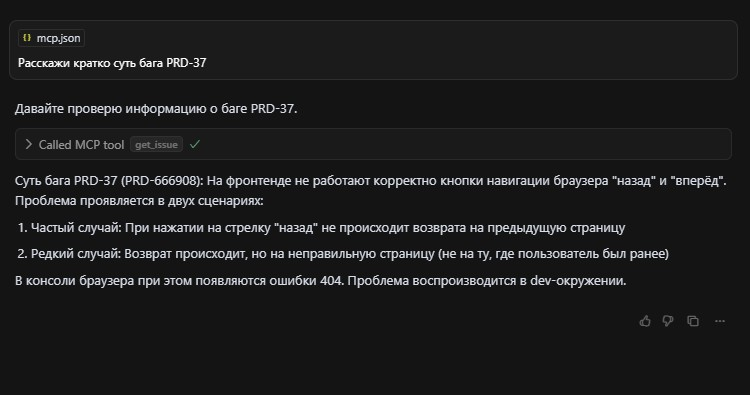 {} mcp.json
Расскажи кратко суть бага PRD-37
Давайте проверю информацию о баге PRD-37.
Called MCP tool get_issue
Суть бага PRD-37 (PRD-666908): На фронтенде не работают корректно кнопки навигации браузера "назад" и "вперёд".
Проблема проявляется в двух сценариях:
1. Частый случай: При нажатии на стрелку "назад" не происходит возврата на предыдущую страницу
2. Редкий случай: Возврат происходит, но на неправильную страницу (не на ту, где пользователь был ранее)
В консоли браузера при этом появляются ошибки 404. Проблема воспроизводится в dev-окружении.